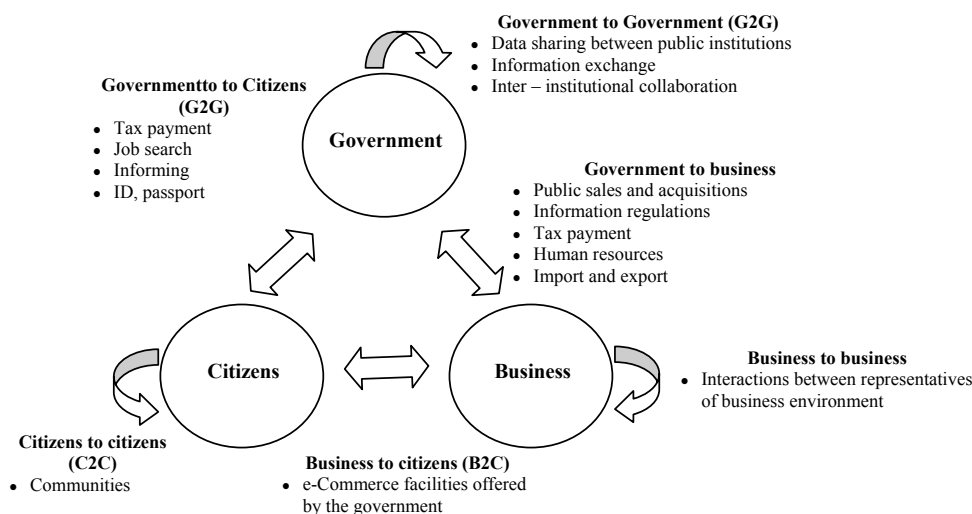 Government to Government (G2G)
• Data sharing between public institutions
• Information exchange
• Inter – institutional collaboration
Governmentto to Citizens
(G2G)
• Tax payment
• Job search
• Informing
• ID, passport
Government
Government to business
• Public sales and acquisitions
• Information regulations
• Tax payment
• Human resources
• Import and export
Citizens
Business
Business to business
• Interactions between representatives
of business environment
Citizens to citizens
(C2C)
• Communities
Business to citizens (B2C)
• e-Commerce facilities offered
by the government